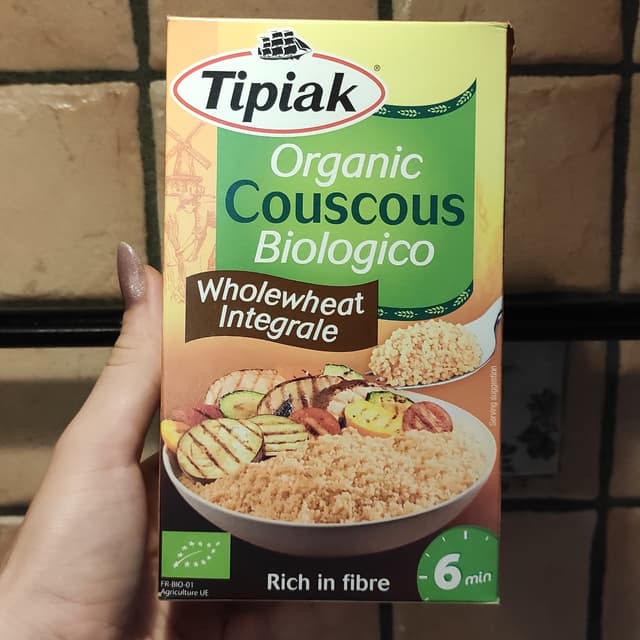 Tipiak®
Organic
Couscous
Biologico
Wholewheat
Integrale
Serving suggestion
FR-BIO-01
Agriculture UE
Rich in fibre
6 min